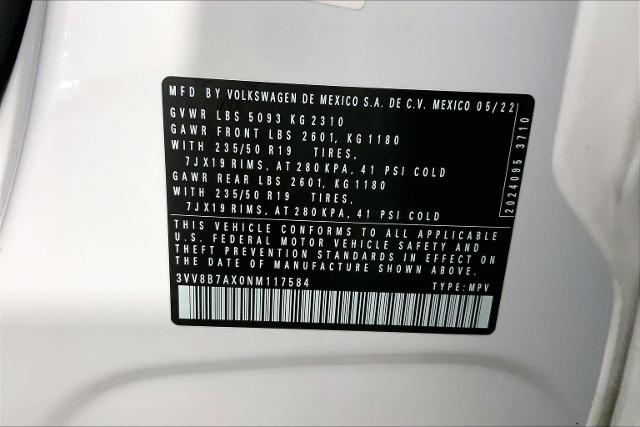 MFD BY VOLKSWAGEN DE MEXICO S.A. DE C.V. MEXICO 05/22
GVWR LBS 5093 KG 2310
GAWR FRONT LBS 2601, KG 1180
WITH 235/50 R19 TIRES,
7JX19 RIMS, AT 280 KPA, 41 PSI COLD
GAWR REAR LBS 2601, KG 1180
WITH 235/50 R19 TIRES,
7JX19 RIMS, AT 280 KPA, 41 PSI COLD
2024095 3710
THIS VEHICLE CONFORMS TO ALL APPLICABLE
U.S. FEDERAL MOTOR VEHICLE SAFETY AND
THEFT PREVENTION STANDARDS IN EFFECT ON
THE DATE OF MANUFACTURE SHOWN ABOVE.
3VV8B7AX0NM117584 TYPE: MPV